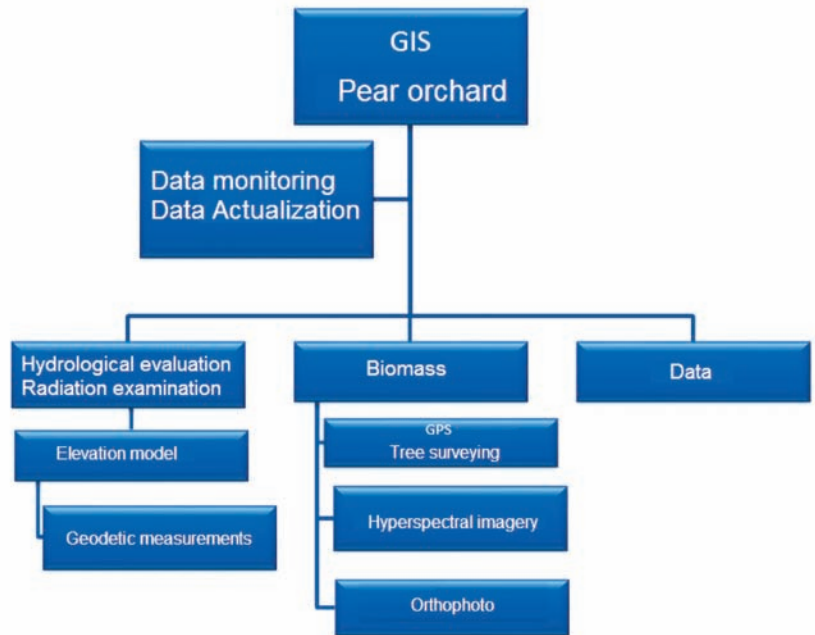 GIS
Pear orchard
Data monitoring
Data Actualization
Hydrological evaluation
Radiation examination
Biomass
Data
Elevation model
Geodetic measurements
GPS
Tree surveying
Hyperspectral imagery
Orthophoto